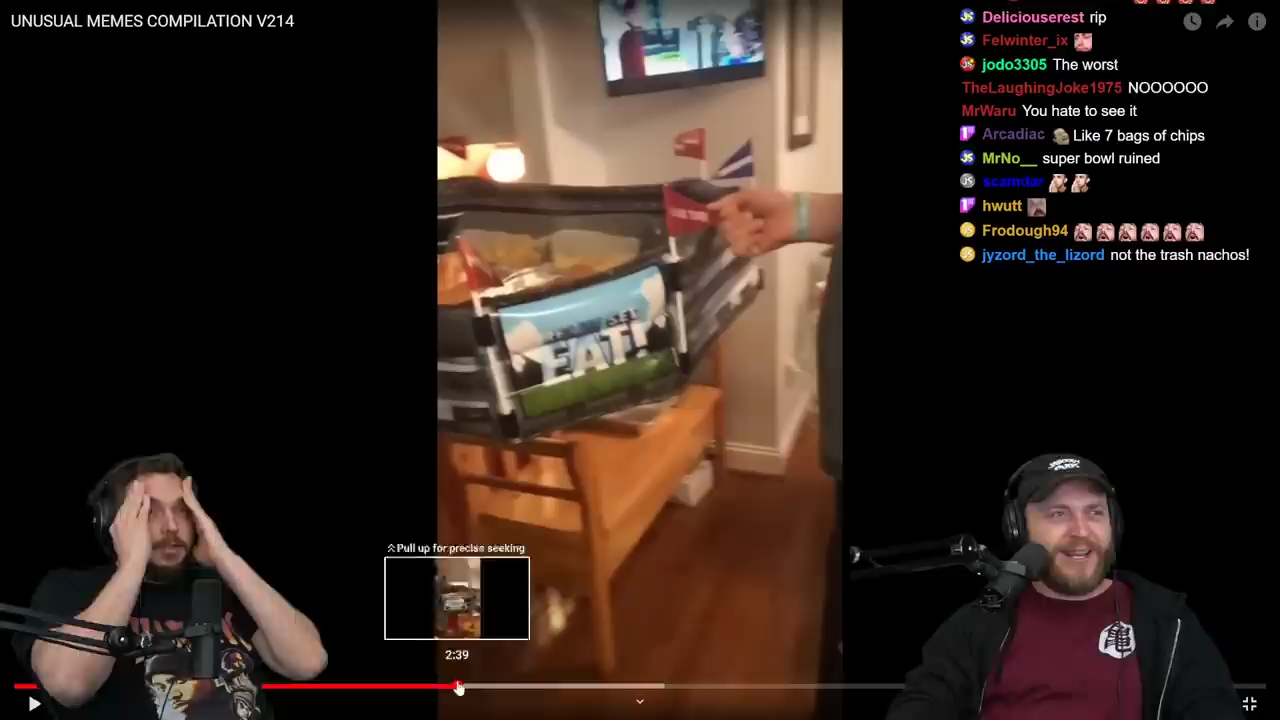 UNUSUAL MEMES COMPILATION V214
Deliciouserest rip
Felwinter_ix
jodo3305 The worst
TheLaughingJoke1975 NOOOOOO
MrWaru You hate to see it
Arcadiac Like 7 bags of chips
MrNo__ super bowl ruined
scamdar
hwutt
Frodough94
jyzord_the_lizord not the trash nachos!
EAT!
Pull up for precise seeking
2:39